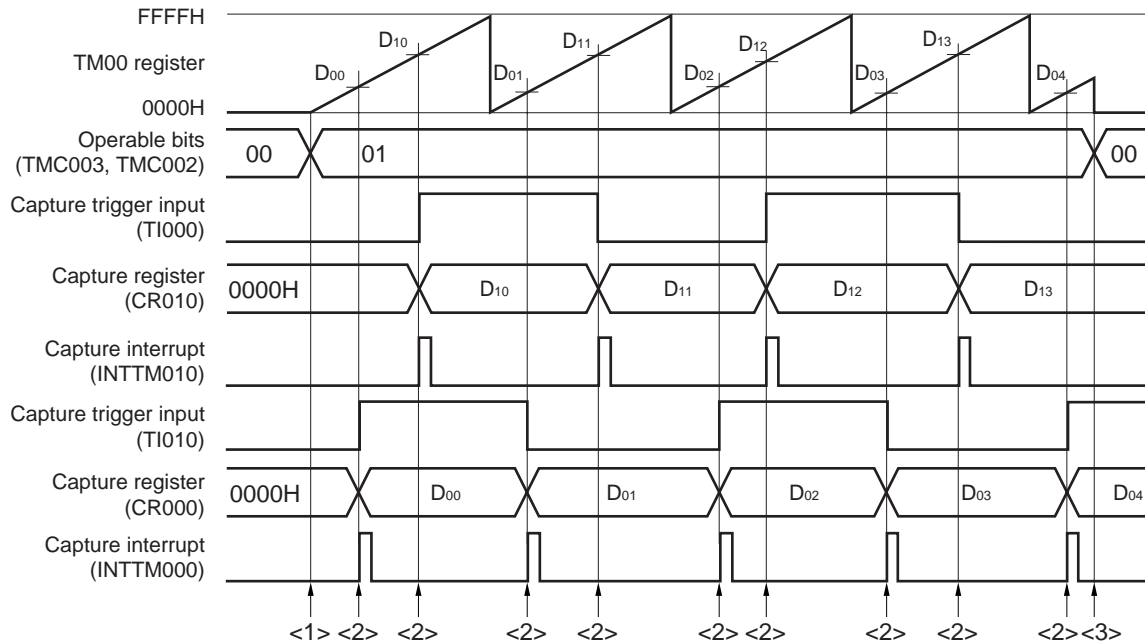 FFFFH
TM00 register
0000H
D10
D11
D12
D13
D00
D01
D02
D03
D04
Operable bits
(TMC003, TMC002)
00
01
00
Capture trigger input
(TI000)
Capture register
(CR010)
0000H
D10
D11
D12
D13
Capture interrupt
(INTTM010)
Capture trigger input
(TI010)
Capture register
(CR000)
0000H
D00
D01
D02
D03
D04
Capture interrupt
(INTTM000)
<1> <2> <2> <2> <2> <2> <2> <2> <2> <2> <3>